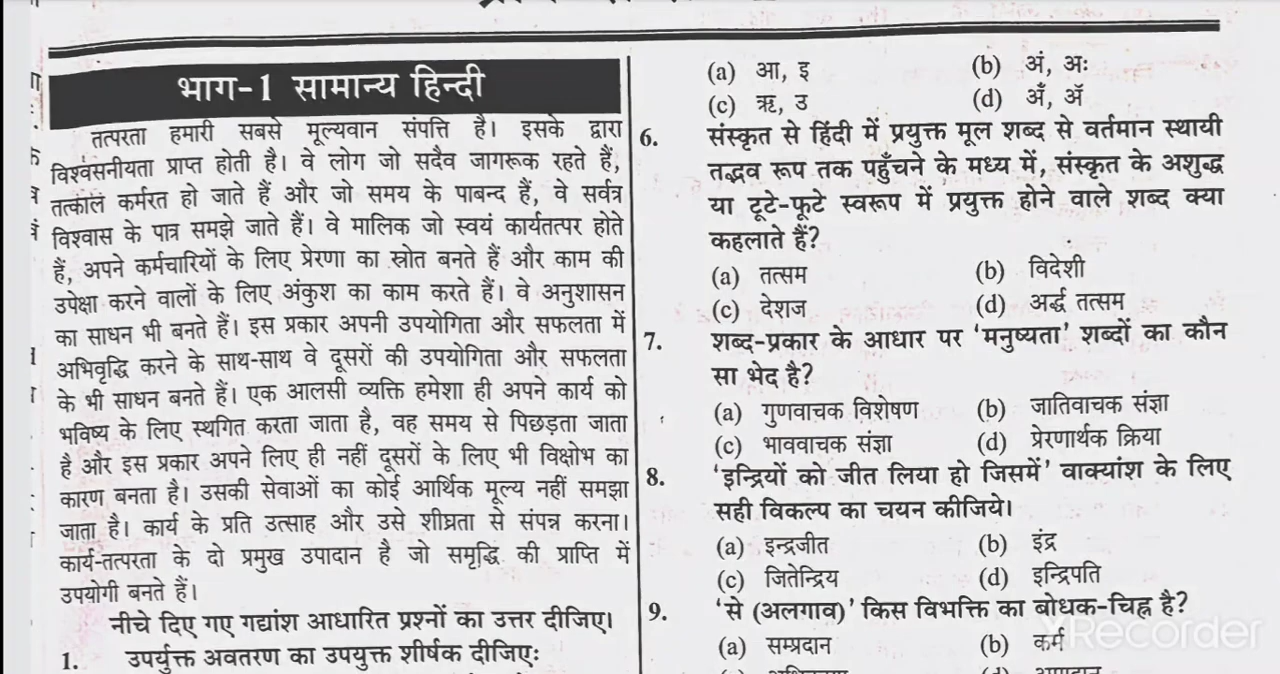 भाग-1 सामान्य हिन्दी
तत्परता हमारी सबसे मूल्यवान संपत्ति है। इसके द्वारा
विश्वसनीयता प्राप्त होती है। वे लोग जो सदैव जागरूक रहते हैं,
तत्काल कर्मरत हो जाते हैं और जो समय के पाबन्द हैं, वे सर्वत्र
विश्वास के पात्र समझे जाते हैं। वे मालिक जो स्वयं कार्यतत्पर होते
हैं, अपने कर्मचारियों के लिए प्रेरणा का स्रोत बनते हैं और काम की
उपेक्षा करने वालों के लिए अंकुश का काम करते हैं। वे अनुशासन
का साधन भी बनते हैं। इस प्रकार अपनी उपयोगिता और सफलता में
अभिवृद्धि करने के साथ-साथ वे दूसरों की उपयोगिता और सफलता
के भी साधन बनते हैं। एक आलसी व्यक्ति हमेशा ही अपने कार्य को
भविष्य के लिए स्थगित करता जाता है, वह समय से पिछड़ता जाता
है और इस प्रकार अपने लिए ही नहीं दूसरों के लिए भी विक्षोभ का
कारण बनता है। उसकी सेवाओं का कोई आर्थिक मूल्य नहीं समझा
जाता है। कार्य के प्रति उत्साह और उसे शीघ्रता से संपन्न करना।
कार्य-तत्परता के दो प्रमुख उपादान है जो समृद्धि की प्राप्ति में
उपयोगी बनते हैं।
नीचे दिए गए गद्यांश आधारित प्रश्नों का उत्तर दीजिए।
1. उपर्युक्त अवतरण का उपयुक्त शीर्षक दीजिएः
(a) आ, इ (b) अं, अः
(c) ऋ, उ (d) अँ, ॲ
6. संस्कृत से हिंदी में प्रयुक्त मूल शब्द से वर्तमान स्थायी
तद्भव रूप तक पहुँचने के मध्य में, संस्कृत के अशुद्ध
या टूटे-फूटे स्वरूप में प्रयुक्त होने वाले शब्द क्या
कहलाते हैं?
(a) तत्सम (b) विदेशी
(c) देशज (d) अर्द्ध तत्सम
7. शब्द-प्रकार के आधार पर 'मनुष्यता' शब्दों का कौन
सा भेद है?
(a) गुणवाचक विशेषण (b) जातिवाचक संज्ञा
(c) भाववाचक संज्ञा (d) प्रेरणार्थक क्रिया
8. 'इन्द्रियों को जीत लिया हो जिसमें' वाक्यांश के लिए
सही विकल्प का चयन कीजिये।
(a) इन्द्रजीत (b) इंद्र
(c) जितेन्द्रिय (d) इन्द्रिपति
9. 'से (अलगाव)' किस विभक्ति का बोधक-चिह्न है?
(a) सम्प्रदान (b) कर्म
XRecorder